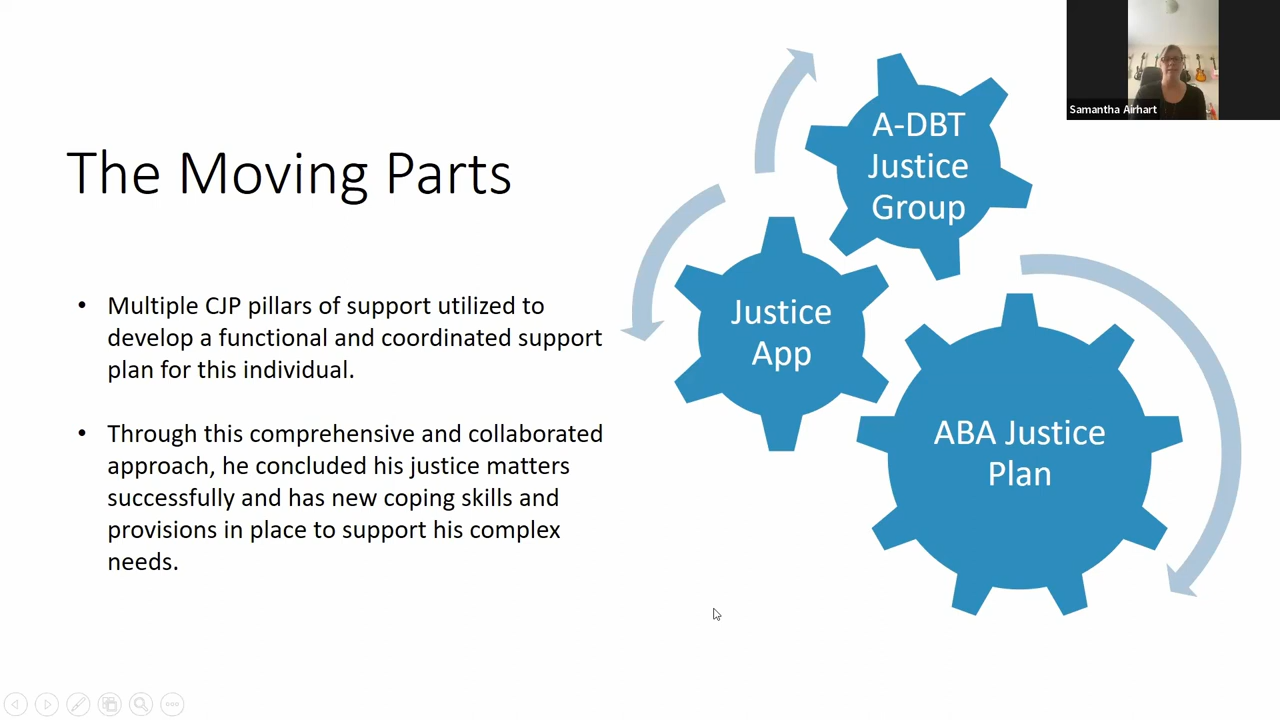 Samantha Airhart
The Moving Parts
• Multiple CJP pillars of support utilized to
develop a functional and coordinated support
plan for this individual.
• Through this comprehensive and collaborated
approach, he concluded his justice matters
successfully and has new coping skills and
provisions in place to support his complex
needs.
A-DBT
Justice
Group
Justice
App
ABA Justice
Plan